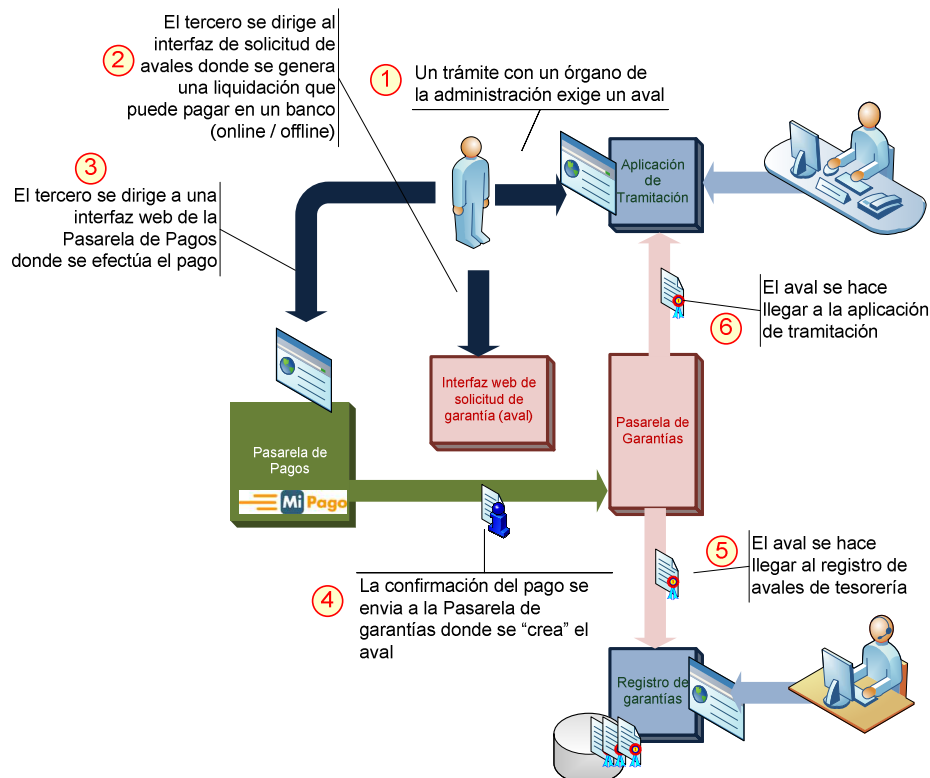 El tercero se dirige al
interfaz de solicitud de
avales donde se genera
una liquidación que
puede pagar en un banco
(online / offline)
2
1
Un trámite con un órgano de
la administración exige un aval
3
El tercero se dirige a una
interfaz web de la
Pasarela de Pagos
donde se efectúa el pago
Aplicación
de
Tramitación
El aval se hace
llegar a la aplicación
de tramitación
6
Interfaz web de
solicitud de
garantía (aval)
Pasarela de
Garantías
Pasarela de
Pagos
Mi Pago
4
La confirmación del pago se
envia a la Pasarela de
garantías donde se “crea” el
aval
5
El aval se hace
llegar al registro de
avales de tesorería
Registro de
garantías